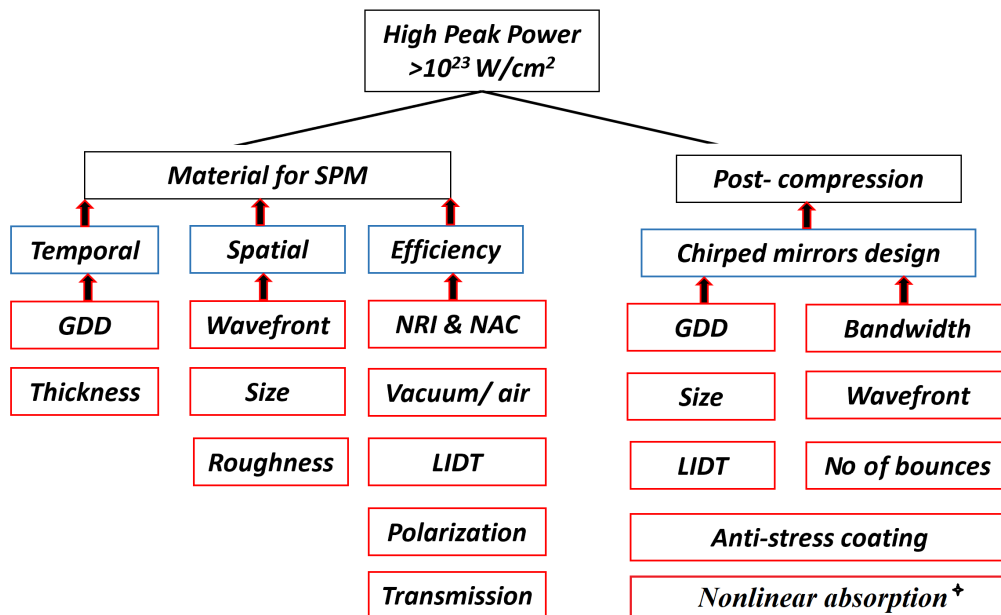 High Peak Power
>10²³ W/cm²
Material for SPM
Post- compression
Temporal
Spatial
Efficiency
Chirped mirrors design
GDD
Wavefront
NRI & NAC
GDD
Bandwidth
Thickness
Size
Vacuum/ air
Size
Wavefront
Roughness
LIDT
LIDT
No of bounces
Polarization
Anti-stress coating
Transmission
Nonlinear absorption✦